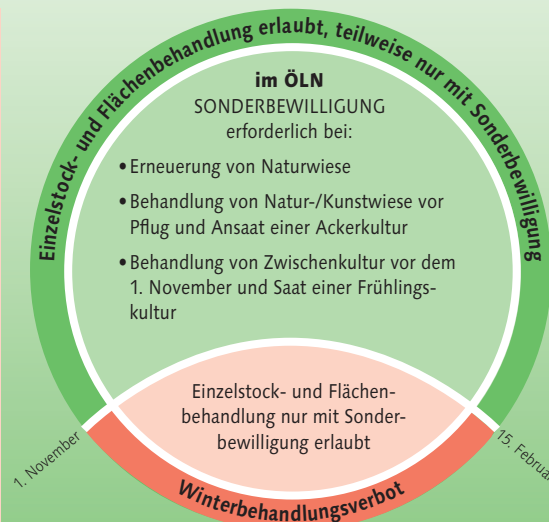 Einzelstock- und Flächenbehandlung erlaubt, teilweise nur mit Sonderbewilligung
im ÖLN
SONDERBEWILLIGUNG
erforderlich bei:
• Erneuerung von Naturwiese
• Behandlung von Natur-/Kunstwiese vor
Pflug und Ansaat einer Ackerkultur
• Behandlung von Zwischenkultur vor dem
1. November und Saat einer Frühlings-
kultur
Einzelstock- und Flächen-
behandlung nur mit Sonder-
bewilligung erlaubt
1. November
15. Februar
Winterbehandlungsverbot